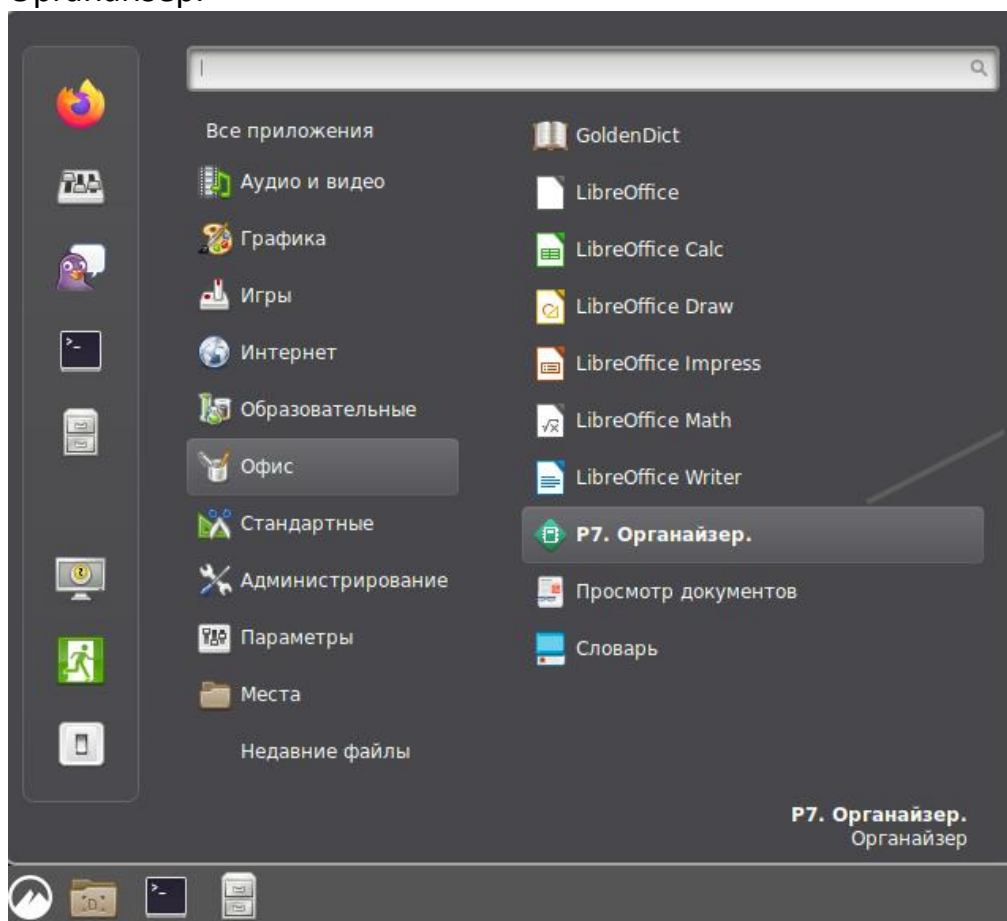 Органайзер.
Все приложения
Аудио и видео
Графика
Игры
Интернет
Образовательные
Офис
Стандартные
Администрирование
Параметры
Места
Недавние файлы
GoldenDict
LibreOffice
LibreOffice Calc
LibreOffice Draw
LibreOffice Impress
LibreOffice Math
LibreOffice Writer
Р7. Органайзер.
Просмотр документов
Словарь
Р7. Органайзер.
Органайзер